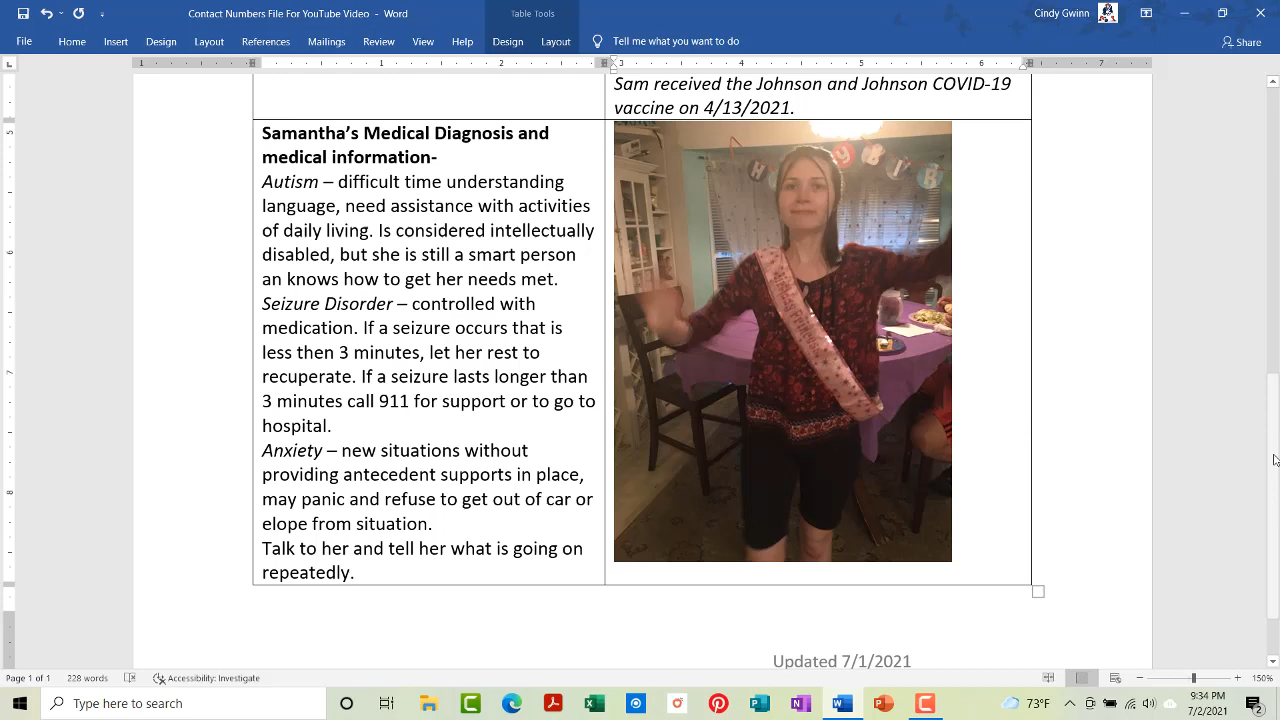 Table Tools
Cindy Gwinn
File Home Insert Design Layout References Mailings Review View Help Design Layout Tell me what you want to do Share
1 1 2 3 4 5 6 7
Sam received the Johnson and Johnson COVID-19
vaccine on 4/13/2021.
Samantha's Medical Diagnosis and
medical information-
Autism – difficult time understanding
language, need assistance with activities
of daily living. Is considered intellectually
disabled, but she is still a smart person
an knows how to get her needs met.
Seizure Disorder – controlled with
medication. If a seizure occurs that is
less then 3 minutes, let her rest to
recuperate. If a seizure lasts longer than
3 minutes call 911 for support or to go to
hospital.
Anxiety – new situations without
providing antecedent supports in place,
may panic and refuse to get out of car or
elope from situation.
Talk to her and tell her what is going on
repeatedly.
Updated 7/1/2021
Page 1 of 1 228 words Accessibility: Investigate 150%
Type here to search 73°F 9:34 PM
7/2/2021